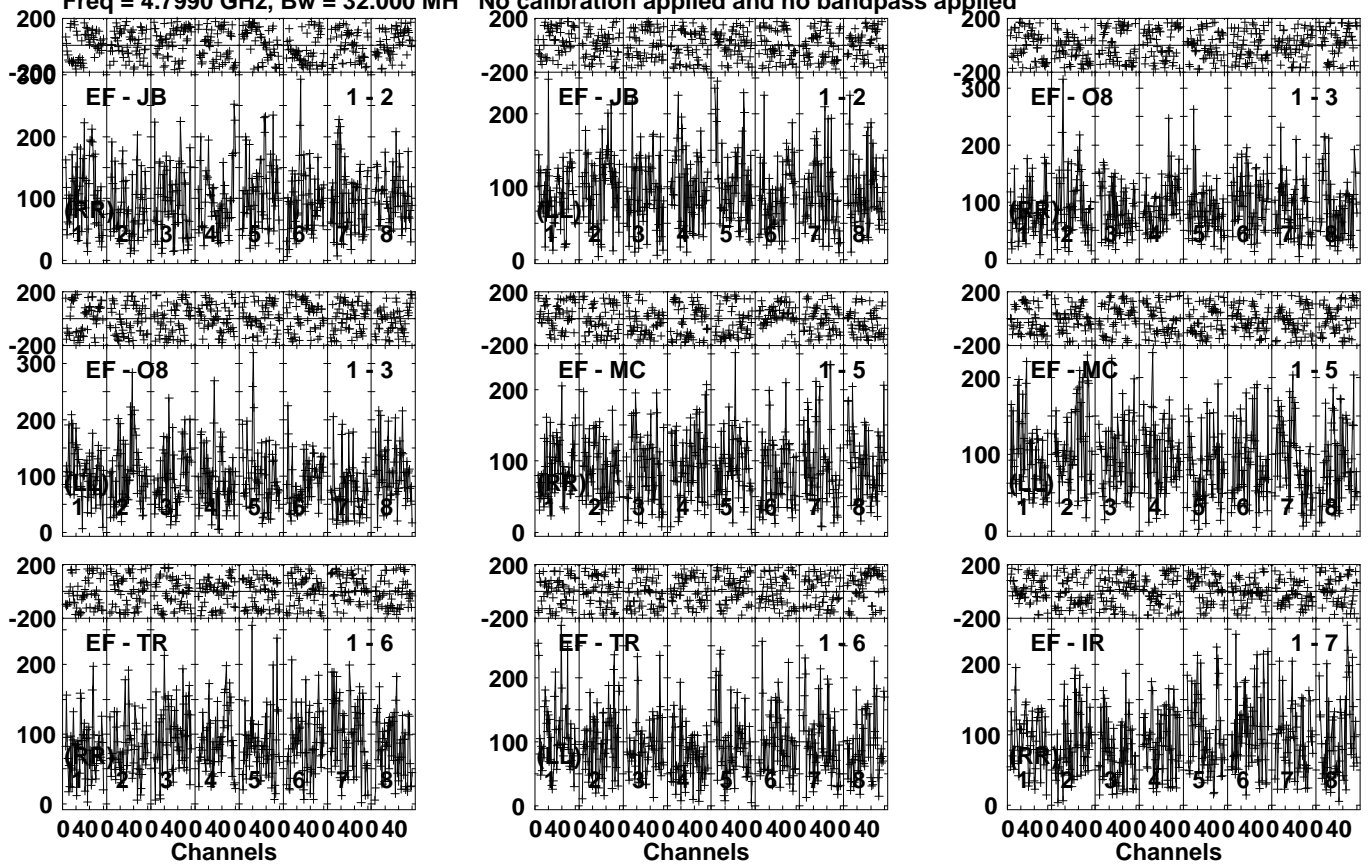 Freq = 4.7990 GHz, Bw = 32.000 MH No calibration applied and no bandpass applied
200 200 200
-200 -200 -200
300 EF - JB 1 - 2 EF - JB 1 - 2 300 EF - O8 1 - 3
200 200 200
100 100 100
(RR) (LL) (RR)
1 2 3 4 5 6 7 8 1 2 3 4 5 6 7 8 1 2 3 4 5 6 7 8
0 0 0
200 200 200
-200 -200 -200
300 EF - O8 1 - 3 EF - MC 1 - 5 EF - MC 1 - 5
200 200 200
100 100 100
(LL) (RR) (LL)
1 2 3 4 5 6 7 8 1 2 3 4 5 6 7 8 1 2 3 4 5 6 7 8
0 0 0
200 200 200
-200 -200 -200
EF - TR 1 - 6 EF - TR 1 - 6 EF - IR 1 - 7
200 200 200
100 100 100
(RR) (LL) (RR)
1 2 3 4 5 6 7 8 1 2 3 4 5 6 7 8 1 2 3 4 5 6 7 8
0 0 0
0 40 0 40 0 40 0 40 0 40 0 40 0 40 0 40 0 40 0 40 0 40 0 40 0 40 0 40 0 40 0 40 0 40 0 40 0 40 0 40 0 40 0 40 0 40 0 40
Channels Channels Channels